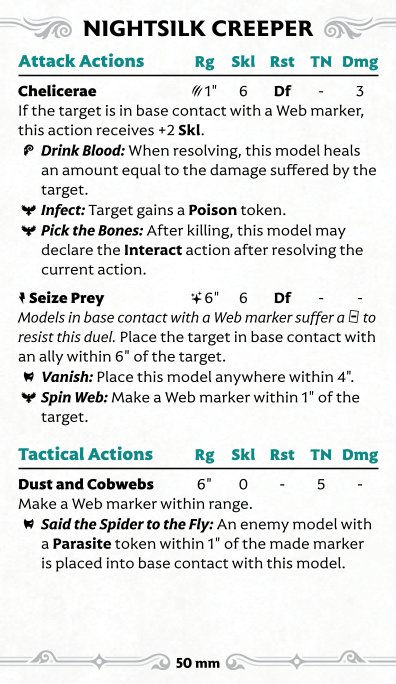 NIGHTSILK CREEPER
Attack Actions Rg Skl Rst TN Dmg
Chelicerae 1" 6 Df - 3
If the target is in base contact with a Web marker,
this action receives +2 Skl.
Drink Blood: When resolving, this model heals
an amount equal to the damage suffered by the
target.
Infect: Target gains a Poison token.
Pick the Bones: After killing, this model may
declare the Interact action after resolving the
current action.
Seize Prey 6" 6 Df - -
Models in base contact with a Web marker suffer a to
resist this duel. Place the target in base contact with
an ally within 6" of the target.
Vanish: Place this model anywhere within 4".
Spin Web: Make a Web marker within 1" of the
target.
Tactical Actions Rg Skl Rst TN Dmg
Dust and Cobwebs 6" 0 - 5 -
Make a Web marker within range.
Said the Spider to the Fly: An enemy model with
a Parasite token within 1" of the made marker
is placed into base contact with this model.
50 mm